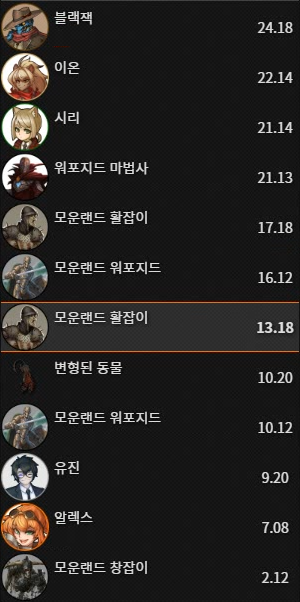 블랙잭 24.18
이온 22.14
시리 21.14
워포지드 마법사 21.13
모운랜드 활잡이 17.18
모운랜드 워포지드 16.12
모운랜드 활잡이 13.18
변형된 동물 10.20
모운랜드 워포지드 10.12
유진 9.20
알렉스 7.08
모운랜드 창잡이 2.12